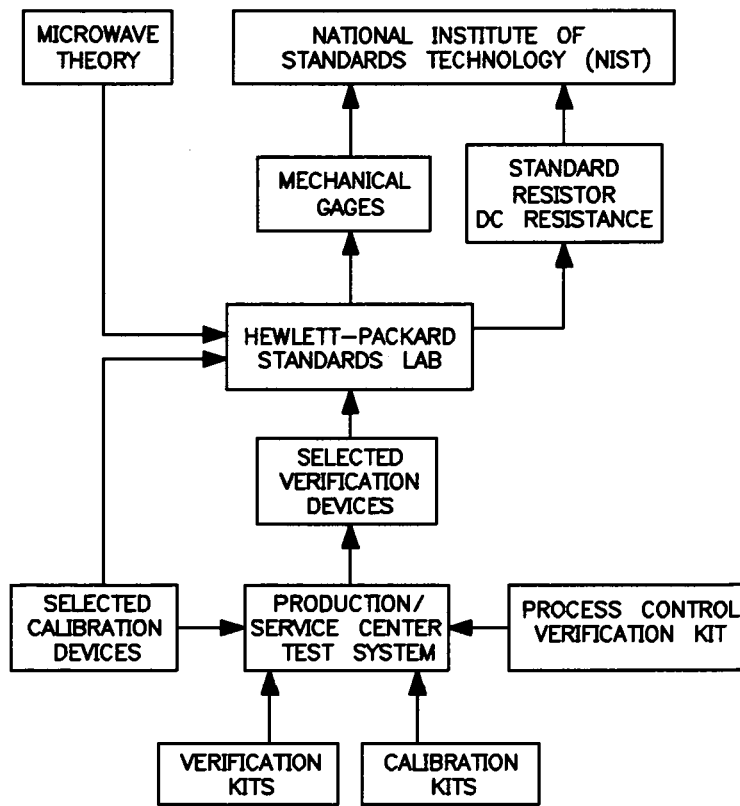 MICROWAVE
THEORY
NATIONAL INSTITUTE OF
STANDARDS TECHNOLOGY (NIST)
MECHANICAL
GAGES
STANDARD
RESISTOR
DC RESISTANCE
HEWLETT-PACKARD
STANDARDS LAB
SELECTED
VERIFICATION
DEVICES
SELECTED
CALIBRATION
DEVICES
PRODUCTION/
SERVICE CENTER
TEST SYSTEM
PROCESS CONTROL
VERIFICATION KIT
VERIFICATION
KITS
CALIBRATION
KITS